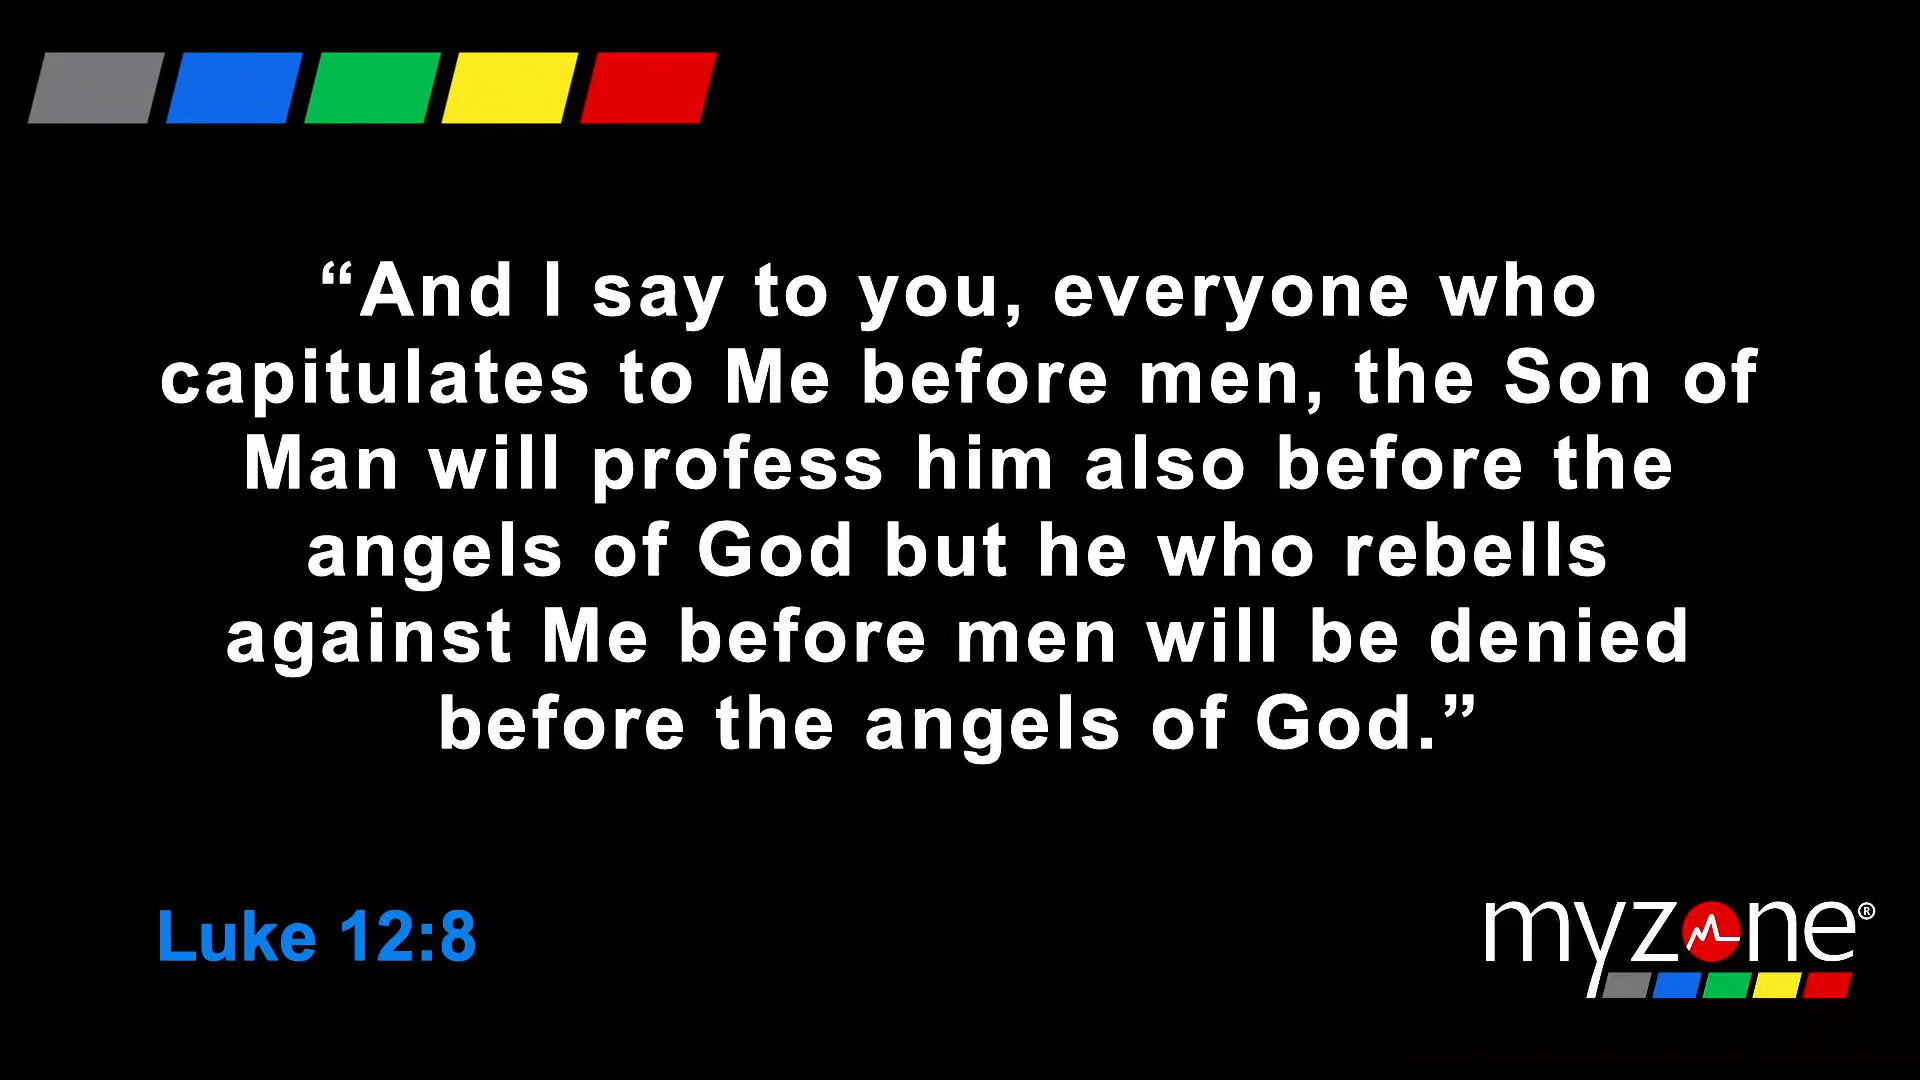 “And I say to you, everyone who
capitulates to Me before men, the Son of
Man will profess him also before the
angels of God but he who rebells
against Me before men will be denied
before the angels of God.”
Luke 12:8
myzone®